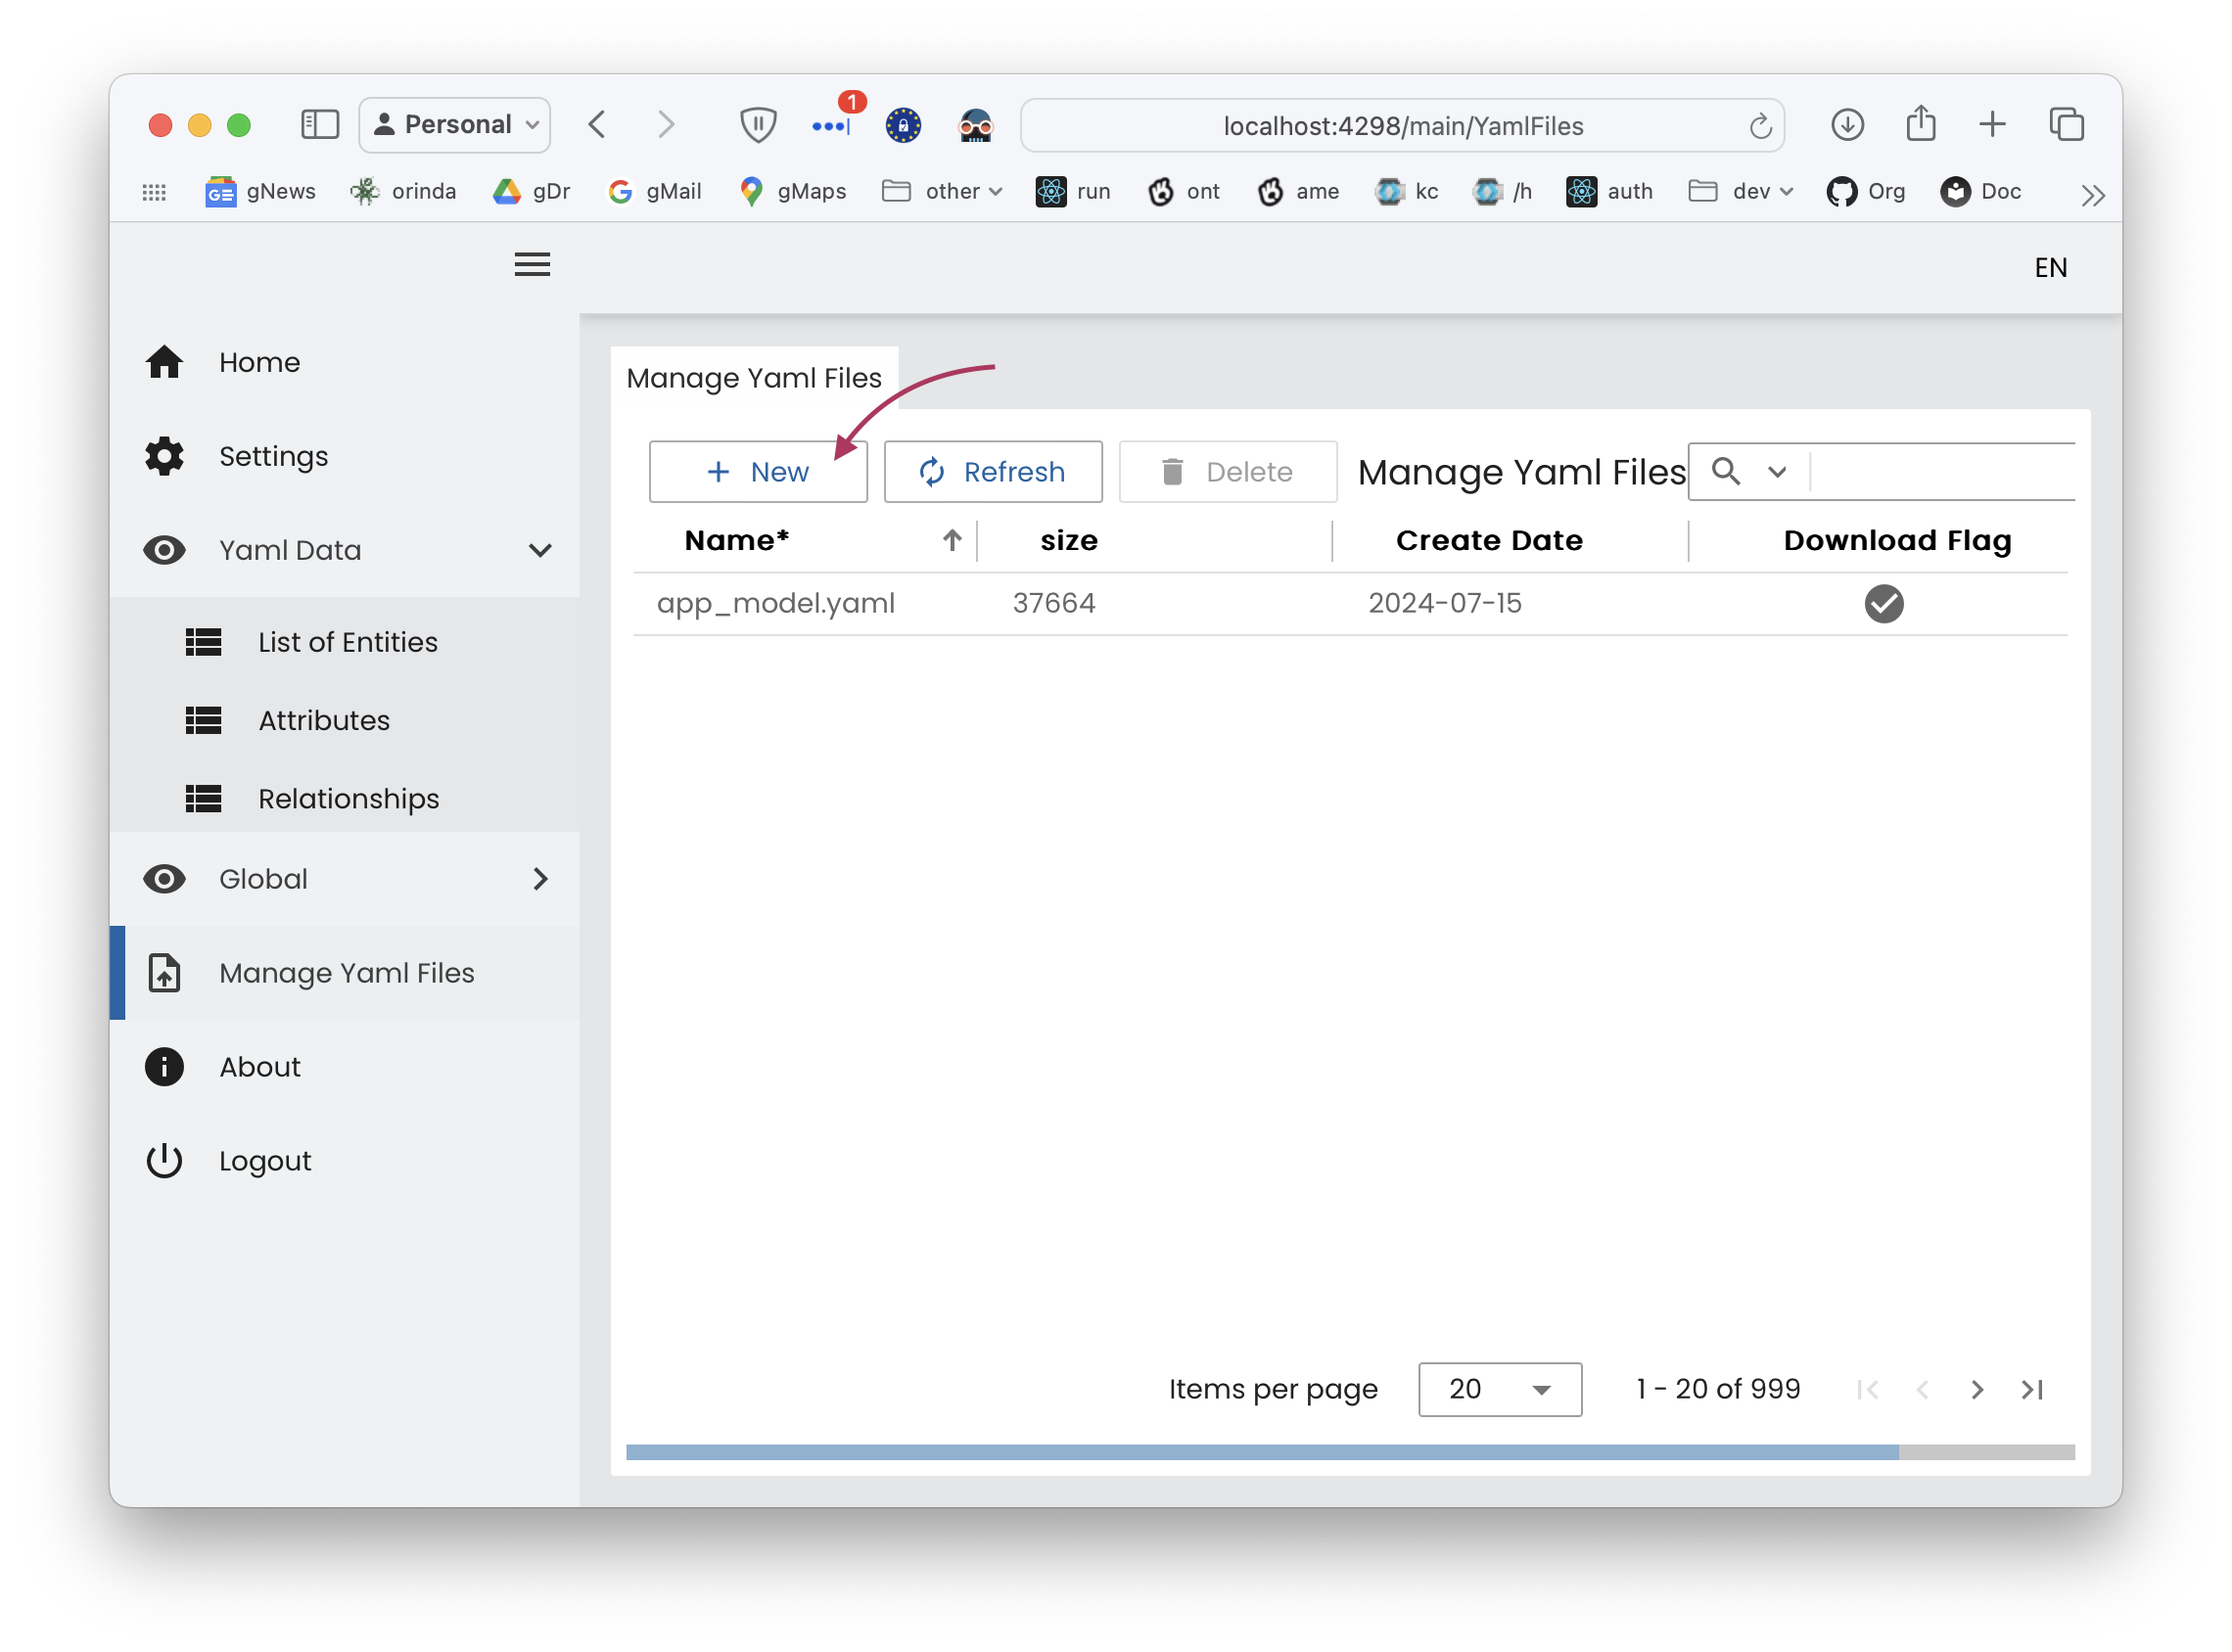 Personal
1
localhost:4298/main/YamlFiles
gNews orinda gDr gMail gMaps other run ont ame kc /h auth dev Org Doc
EN
Home
Settings
Yaml Data
List of Entities
Attributes
Relationships
Global
Manage Yaml Files
About
Logout
Manage Yaml Files
New Refresh Delete Manage Yaml Files
Name* size Create Date Download Flag
app_model.yaml 37664 2024-07-15
Items per page 20 1 - 20 of 999